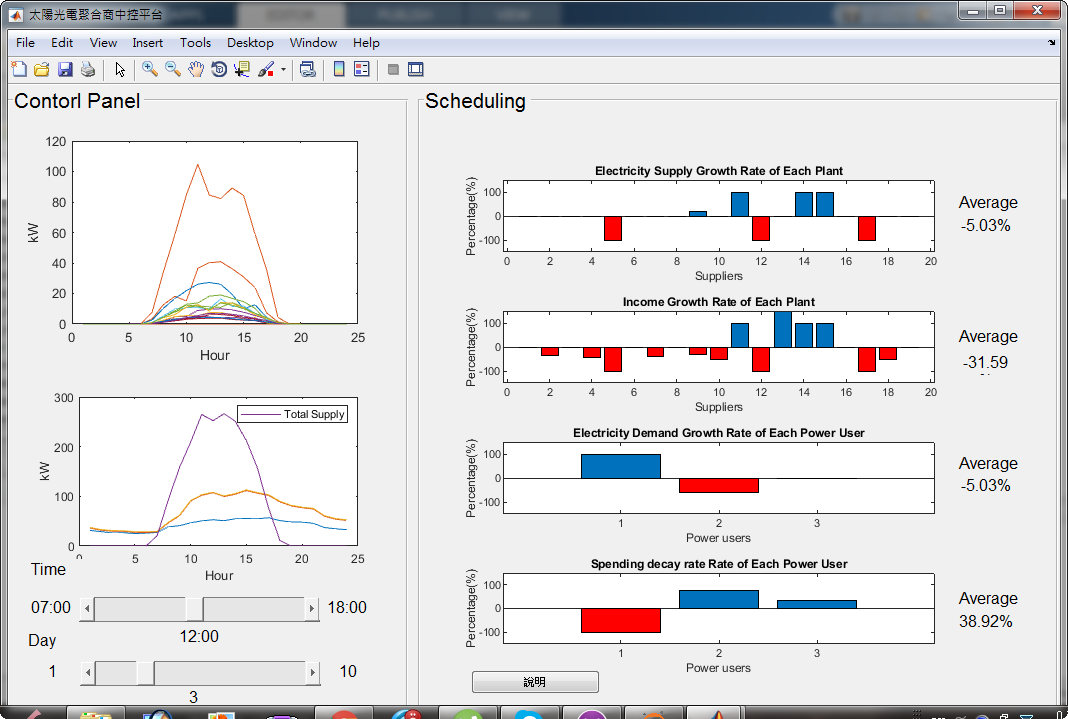 太陽光電聚合商中控平台
File Edit View Insert Tools Desktop Window Help
Contorl Panel
120
100
80
60
40
20
0
kW
0 5 10 15 20 25
Hour
300
200
100
0
kW
Total Supply
5 10 15 20 25
Hour
Time
07:00 18:00
12:00
Day
1 10
3
Scheduling
Electricity Supply Growth Rate of Each Plant
Percentage(%)
100
0
-100
0 2 4 6 8 10 12 14 16 18 20
Suppliers
Average
-5.03%
Income Growth Rate of Each Plant
Percentage(%)
100
0
-100
0 2 4 6 8 10 12 14 16 18 20
Suppliers
Average
-31.59
Electricity Demand Growth Rate of Each Power User
Percentage(%)
100
0
-100
1 2 3
Power users
Average
-5.03%
Spending decay rate Rate of Each Power User
Percentage(%)
100
0
-100
1 2 3
Power users
Average
38.92%
說明